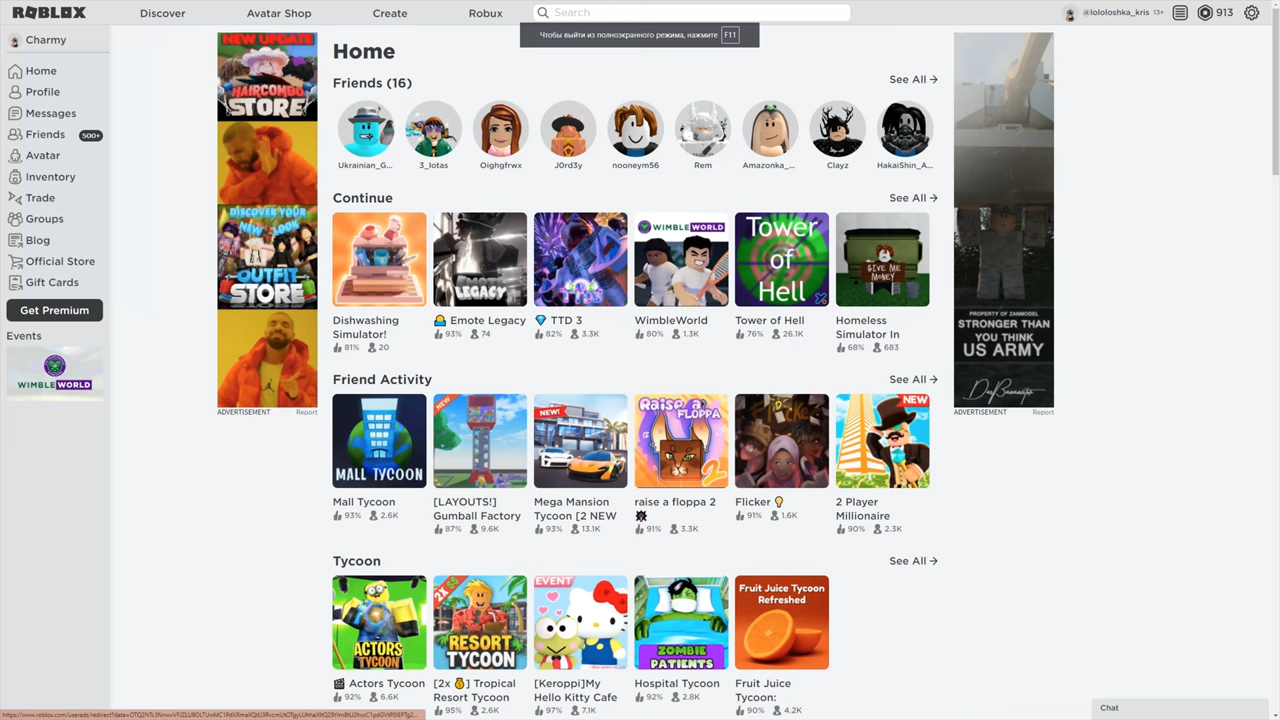 ROBLOX
Discover
Avatar Shop
Create
Robux
Search
@lololoshka_kris 13+
913
Чтобы выйти из полноэкранного режима, нажмите F11
Charmy
Home
Profile
Messages
Friends 500+
Avatar
Inventory
Trade
Groups
Blog
Official Store
Gift Cards
Get Premium
Events
WIMBLEWORLD
NEW UPDATE
HAIRCOMBO
STORE
DISCOVER YOUR
NEW LOOK
OUTFIT
STORE
ADVERTISEMENT Report
Home
Friends (16)
See All →
Ukrainian_G...
3_lotas
Oighgfrwx
J0rd3y
nooneym56
Rem
Amazonka_...
Clayz
HakaiShin_A...
Continue
See All →
EMOTE
LEGACY
WIMBLEWORLD
Tower
of
Hell
GIVE ME
MONEY
Dishwashing
Simulator!
81% 20
Emote Legacy
93% 74
TTD 3
82% 3.3K
WimbleWorld
80% 1.3K
Tower of Hell
76% 26.1K
Homeless
Simulator In
68% 683
Friend Activity
See All →
MALL TYCOON
NEW
NEW!
Raise a
FLOPPA
2
NEW
Mall Tycoon
93% 2.6K
[LAYOUTS!]
Gumball Factory
87% 9.6K
Mega Mansion
Tycoon [2 NEW
93% 13.1K
raise a floppa 2
91% 3.3K
Flicker
91% 1.6K
2 Player
Millionaire
90% 2.3K
Tycoon
See All →
ACTORS
TYCOON
2X $$
RESORT
TYCOON
EVENT
ZOMBIE
PATIENTS
Fruit Juice Tycoon
Refreshed
Actors Tycoon
92% 6.6K
[2x] Tropical
Resort Tycoon
95% 2.6K
[Keroppi]My
Hello Kitty Cafe
97% 7.1K
Hospital Tycoon
92% 2.8K
Fruit Juice
Tycoon:
90% 4.2K
PROPERTY OF ZANMODEL
STRONGER THAN
YOU THINK
US ARMY
ADVERTISEMENT Report
Chat